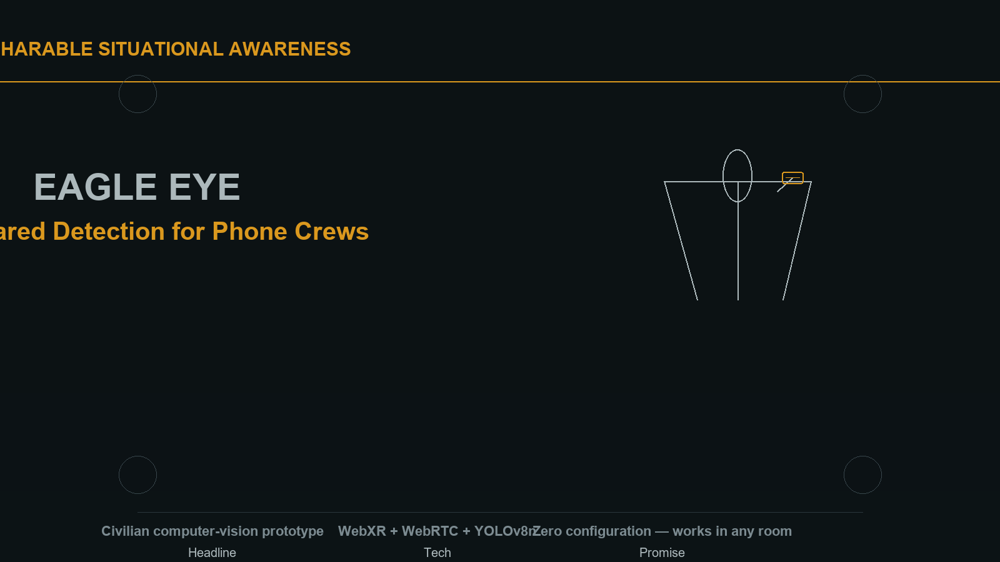 HARABLE SITUATIONAL AWARENESS
EAGLE EYE
ared Detection for Phone Crews
Civilian computer-vision prototype
WebXR + WebRTC + YOLOv8n
Zero configuration — works in any room
Headline
Tech
Promise